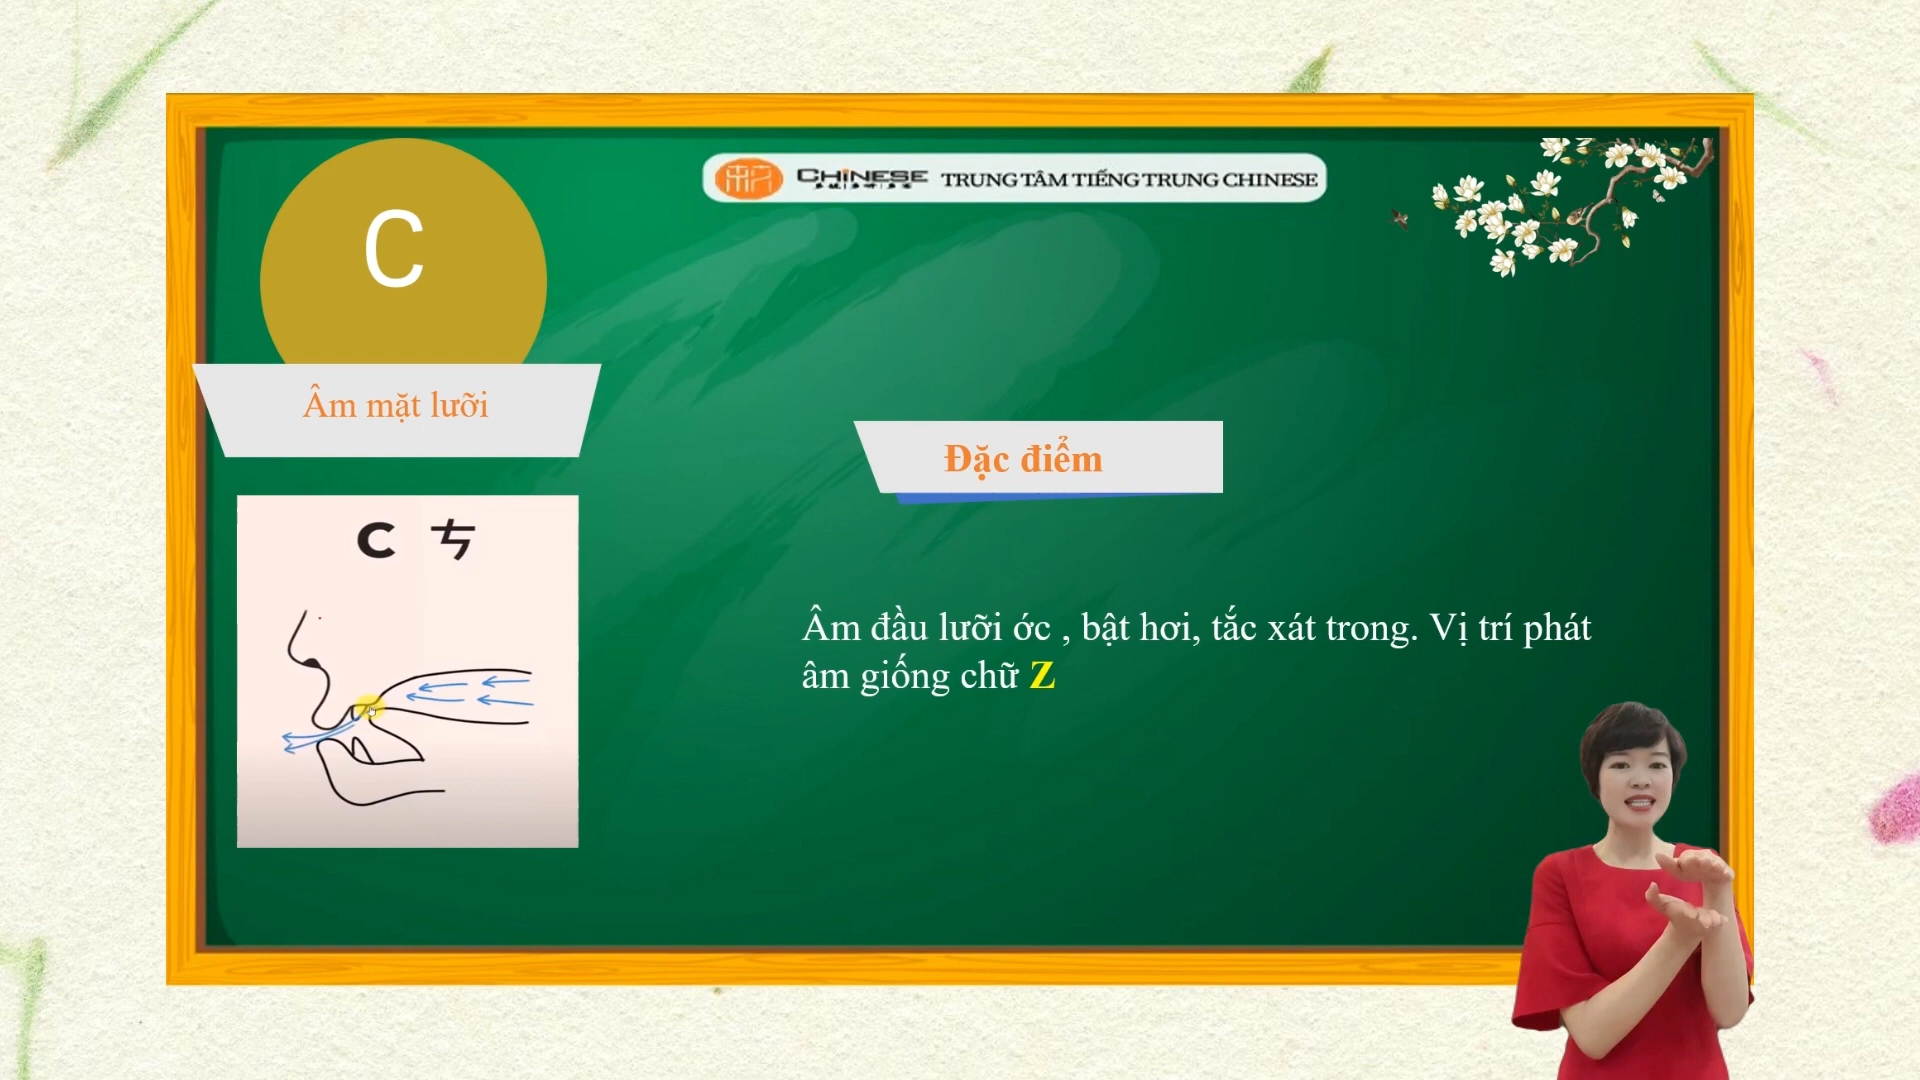 C
CHINESE TRUNG TÂM TIẾNG TRUNG CHINESE
Âm mặt lưỡi
Đặc điểm
C ㄘ
Âm đầu lưỡi ớc , bật hơi, tắc xát trong. Vị trí phát
âm giống chữ Z